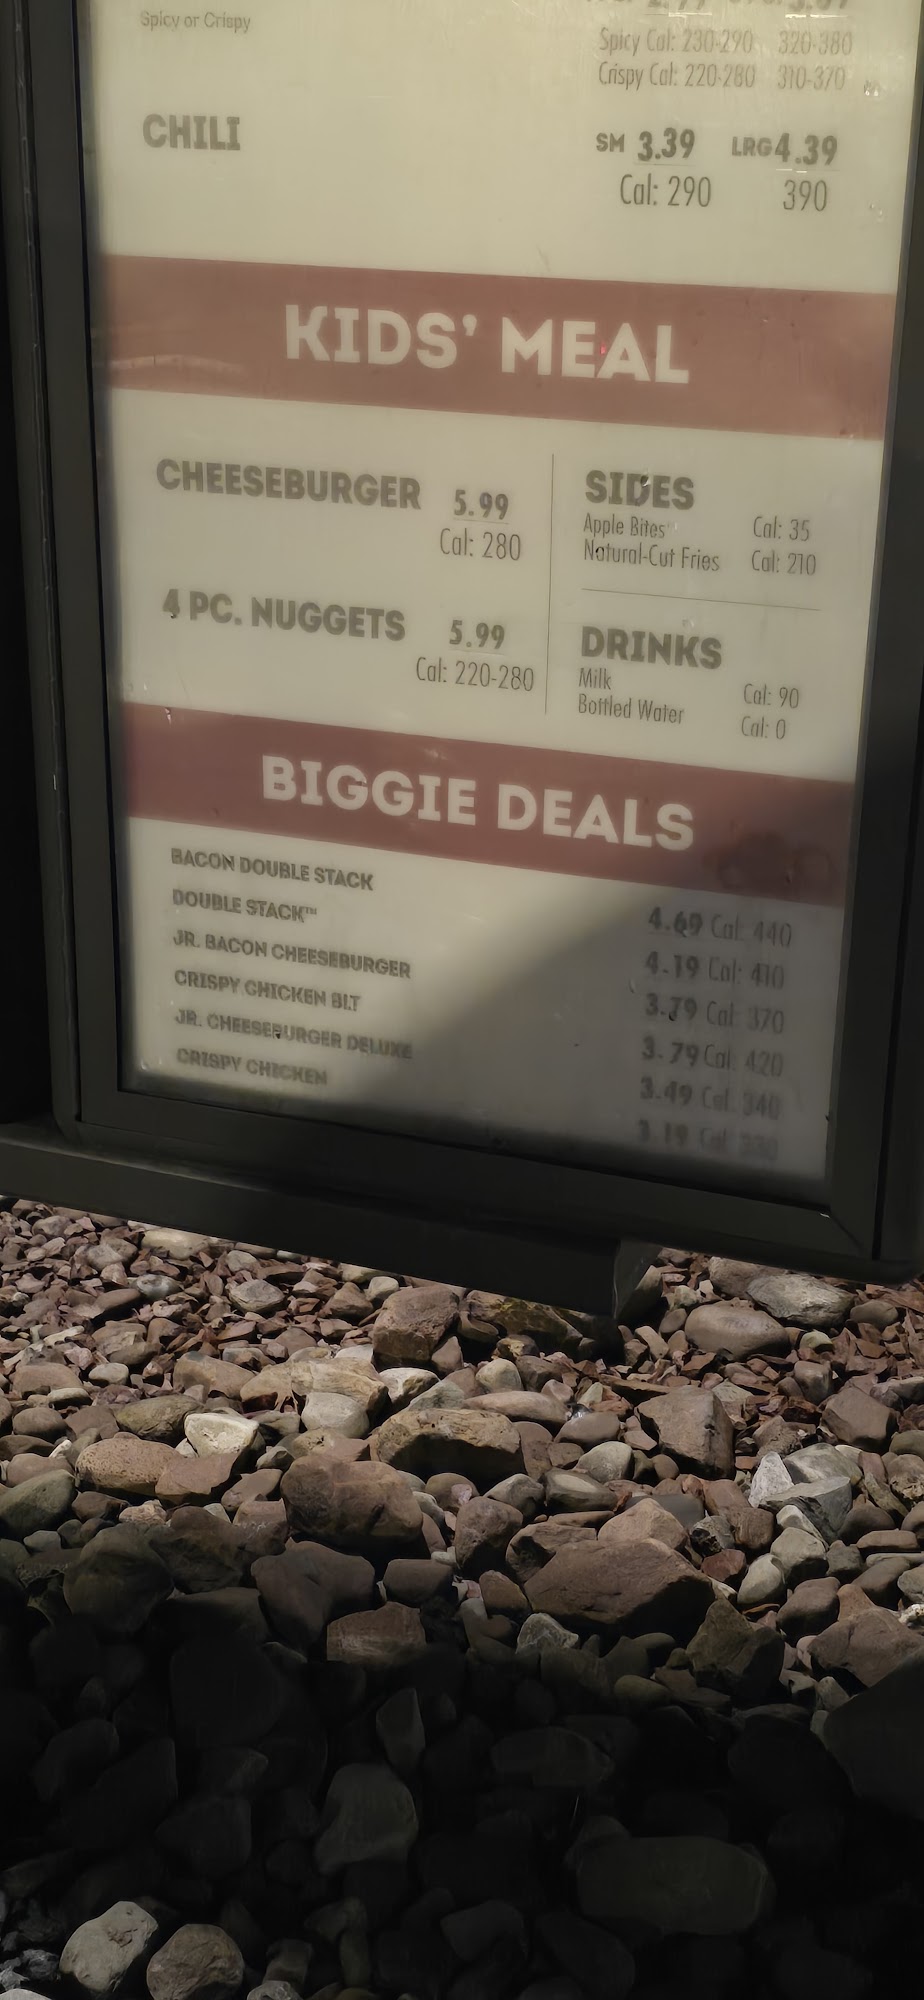 Spicy or Crispy
Spicy Cal: 230-290 320-380
Crispy Cal: 220-280 310-370
CHILI SM 3.39 LRG 4.39
Cal: 290 390
KIDS' MEAL
CHEESEBURGER 5.99
Cal: 280
4 PC. NUGGETS 5.99
Cal: 220-280
SIDES
Apple Bites Cal: 35
Natural-Cut Fries Cal: 210
DRINKS
Milk Cal: 90
Bottled Water Cal: 0
BIGGIE DEALS
BACON DOUBLE STACK 4.69 Cal: 440
DOUBLE STACK™ 4.19 Cal: 410
JR. BACON CHEESEBURGER 3.79 Cal: 370
CRISPY CHICKEN BLT 3.79 Cal: 420
JR. CHEESEBURGER DELUXE 3.49 Cal: 340
CRISPY CHICKEN 3.19 Cal: